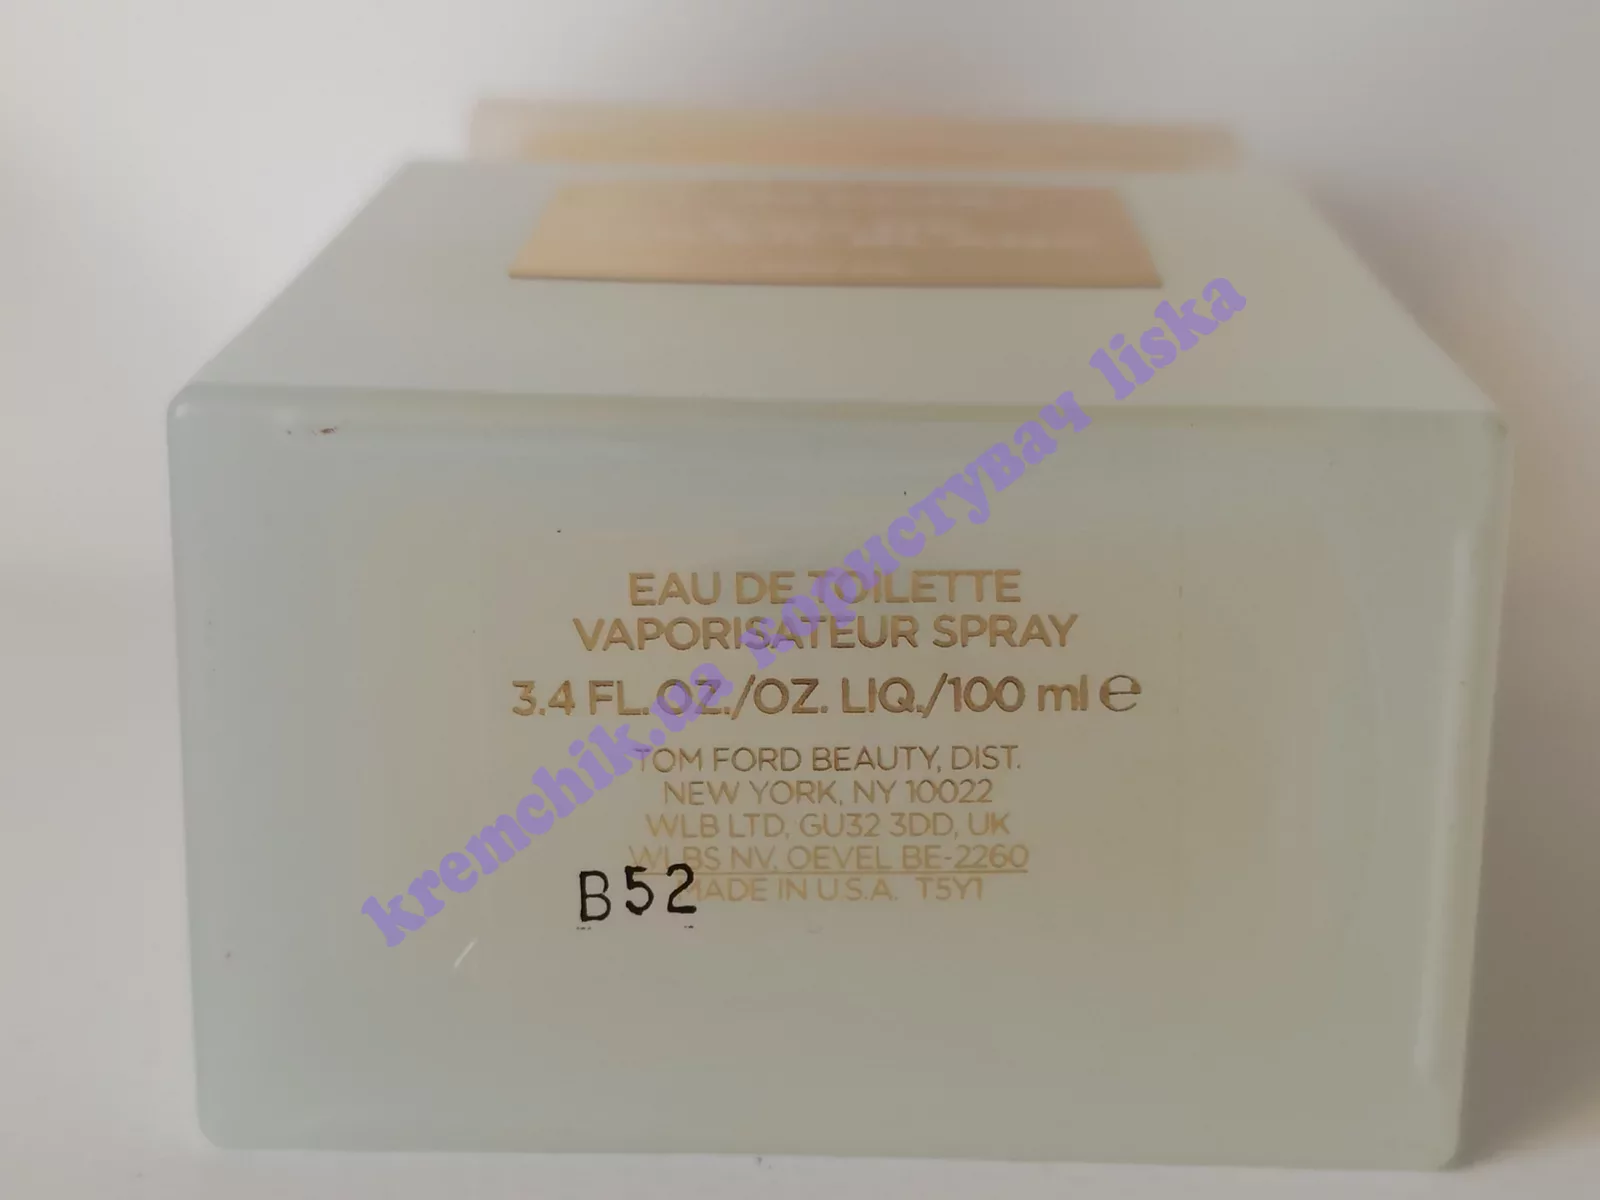 EAU DE TOILETTE
VAPORISATEUR SPRAY
3.4 FL.OZ./OZ. LIQ./100 ml e
TOM FORD BEAUTY, DIST.
NEW YORK, NY 10022
WLB LTD, GU32 3DD, UK
WLBS NV, OEVEL BE-2260
MADE IN U.S.A. T5Y1
B52
kremchik.ua користувач liska